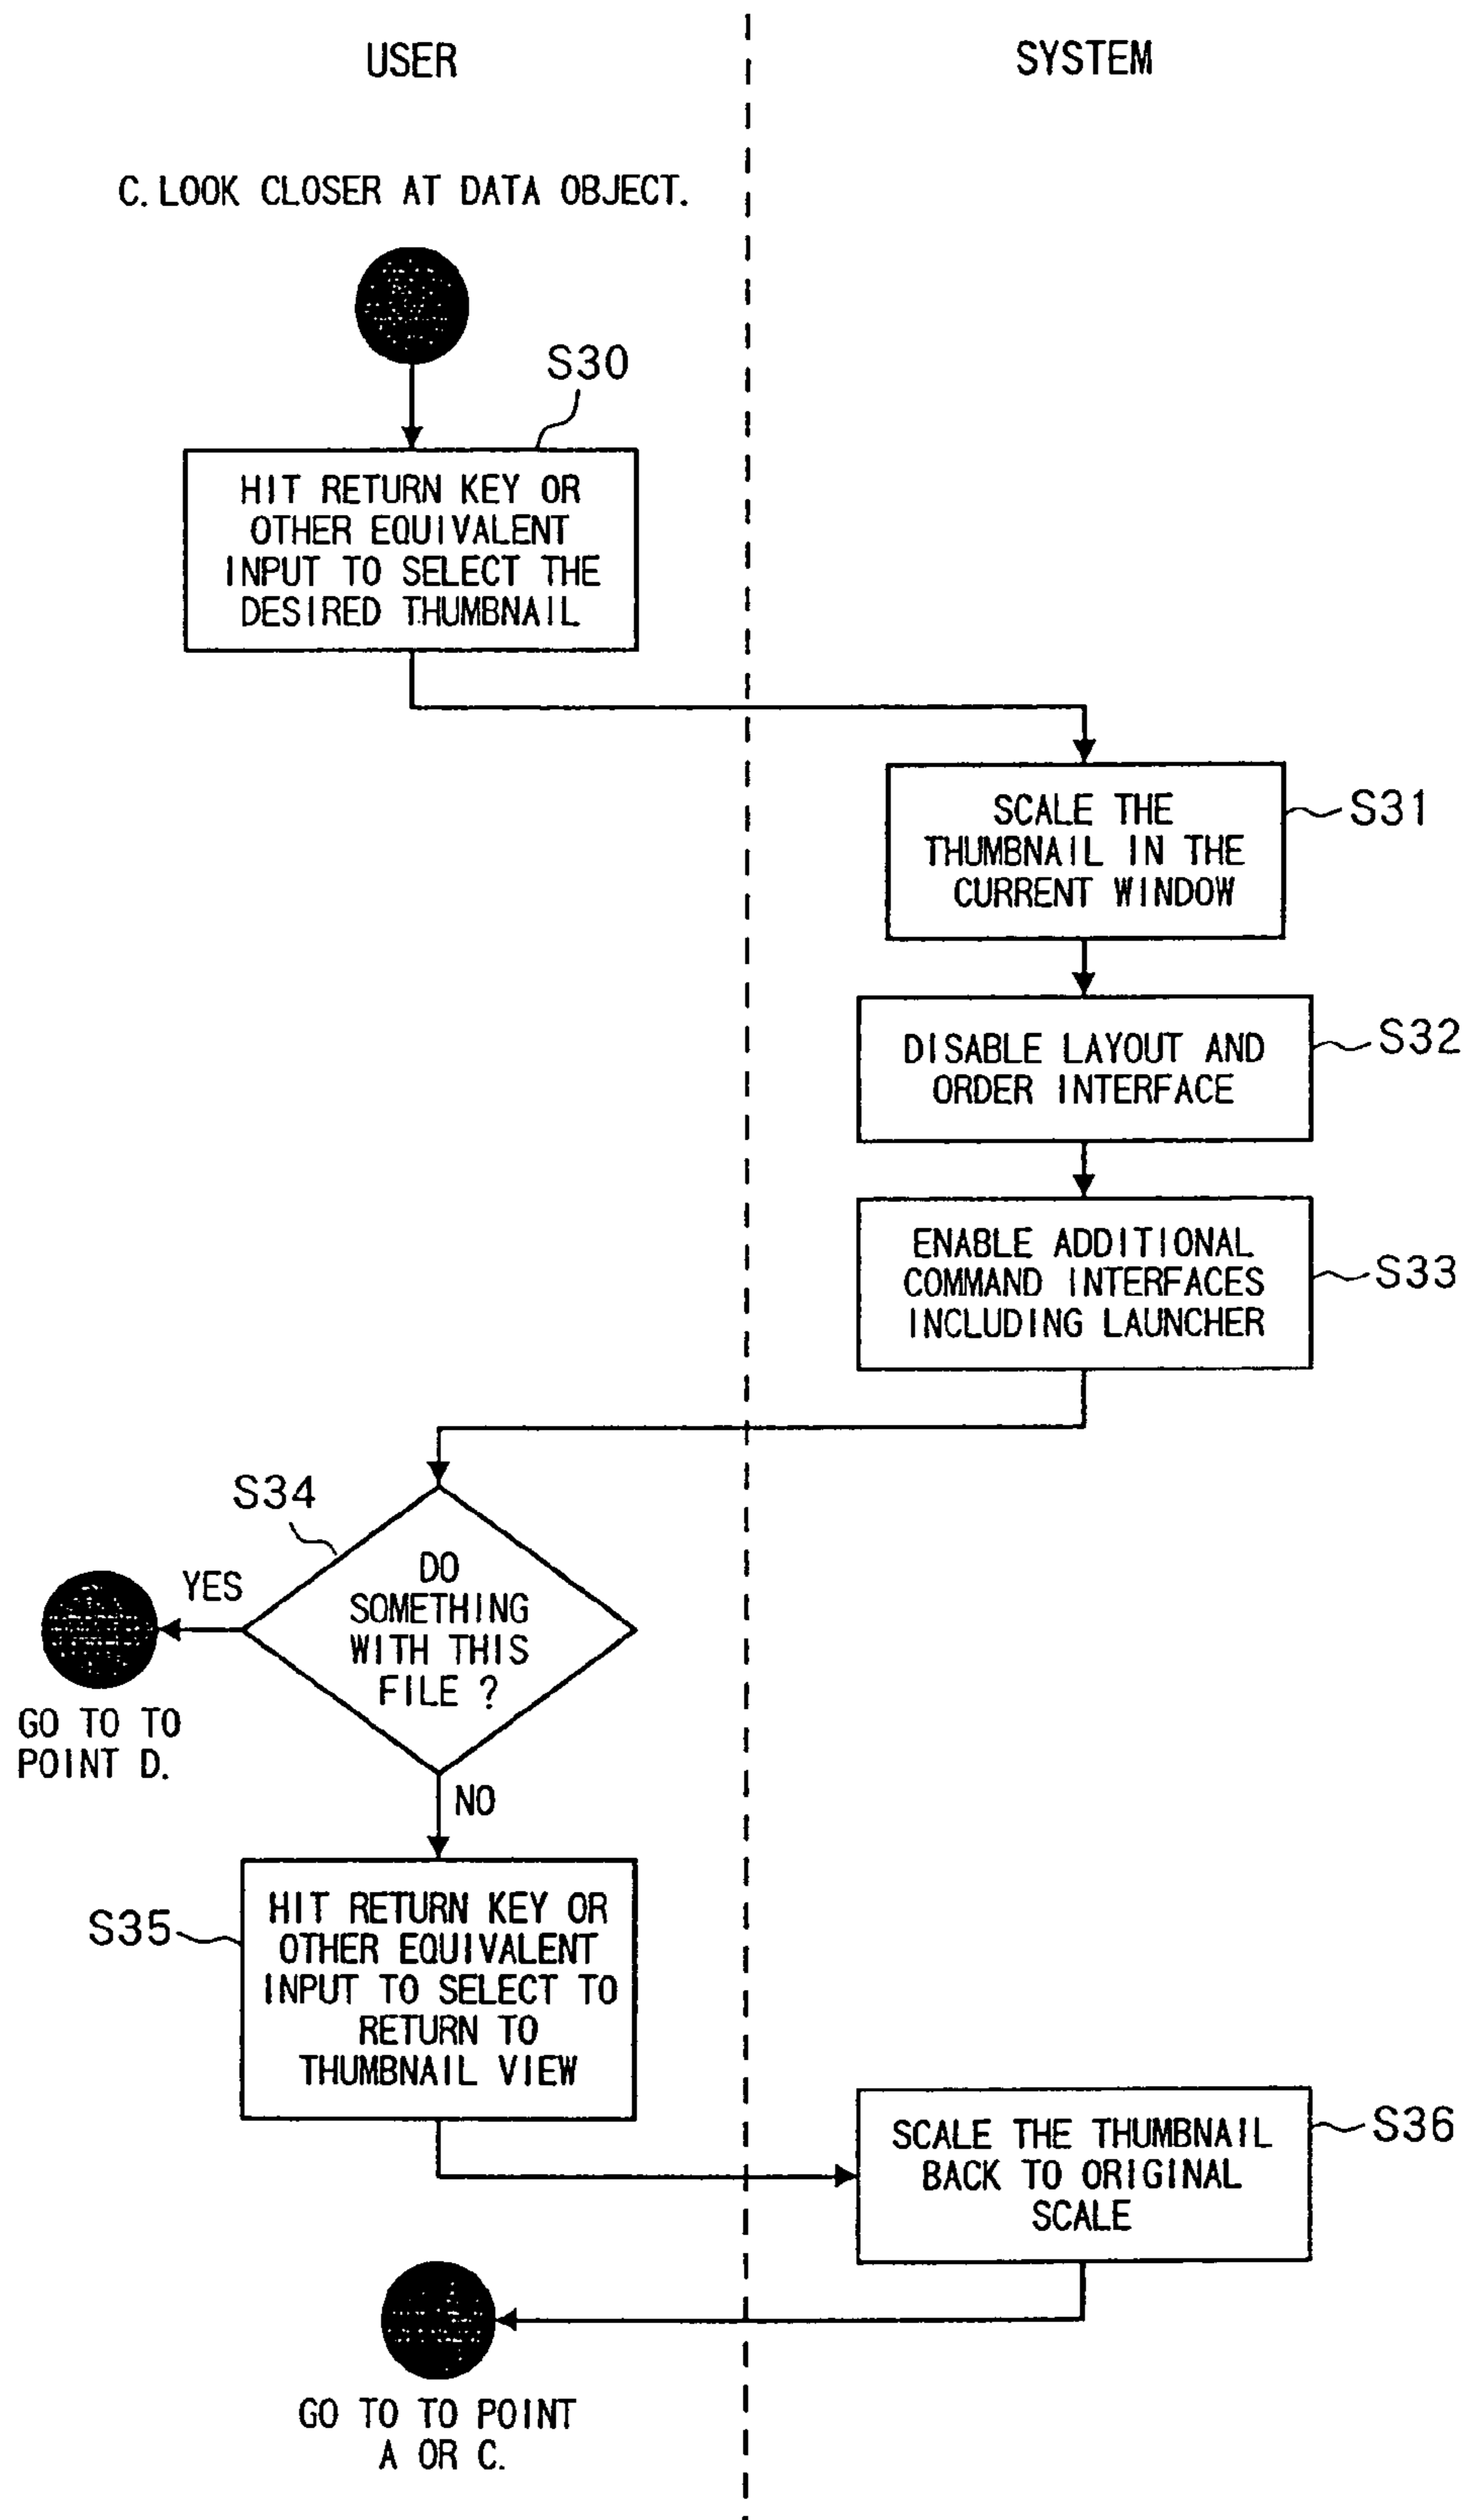 USER
SYSTEM
C. LOOK CLOSER AT DATA OBJECT.
S30
HIT RETURN KEY OR
OTHER EQUIVALENT
INPUT TO SELECT THE
DESIRED THUMBNAIL
SCALE THE
THUMBNAIL IN THE
CURRENT WINDOW
S31
DISABLE LAYOUT AND
ORDER INTERFACE
S32
ENABLE ADDITIONAL
COMMAND INTERFACES
INCLUDING LAUNCHER
S33
S34
DO
SOMETHING
WITH THIS
FILE ?
YES
GO TO TO
POINT D.
NO
S35
HIT RETURN KEY OR
OTHER EQUIVALENT
INPUT TO SELECT TO
RETURN TO
THUMBNAIL VIEW
SCALE THE THUMBNAIL
BACK TO ORIGINAL
SCALE
S36
GO TO TO POINT
A OR C.